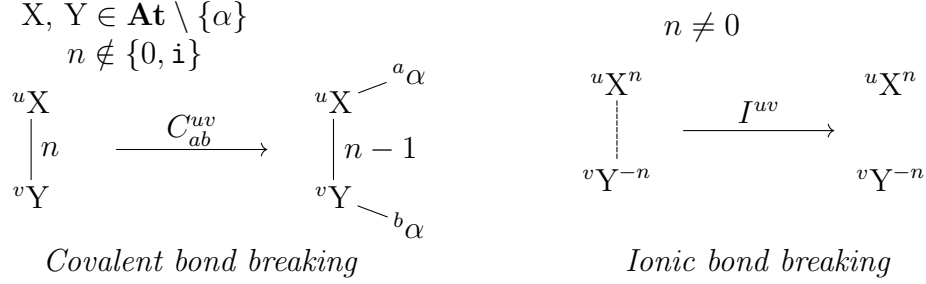 X, Y ∈ At \ {α}
n ∉ {0, i}
n ≠ 0
ᵘX
n
ᵛY
C^{uv}_{ab}
ᵘX
ᵃα
n − 1
ᵛY
ᵇα
ᵘXⁿ
ᵛY⁻ⁿ
I^{uv}
ᵘXⁿ
ᵛY⁻ⁿ
Covalent bond breaking
Ionic bond breaking